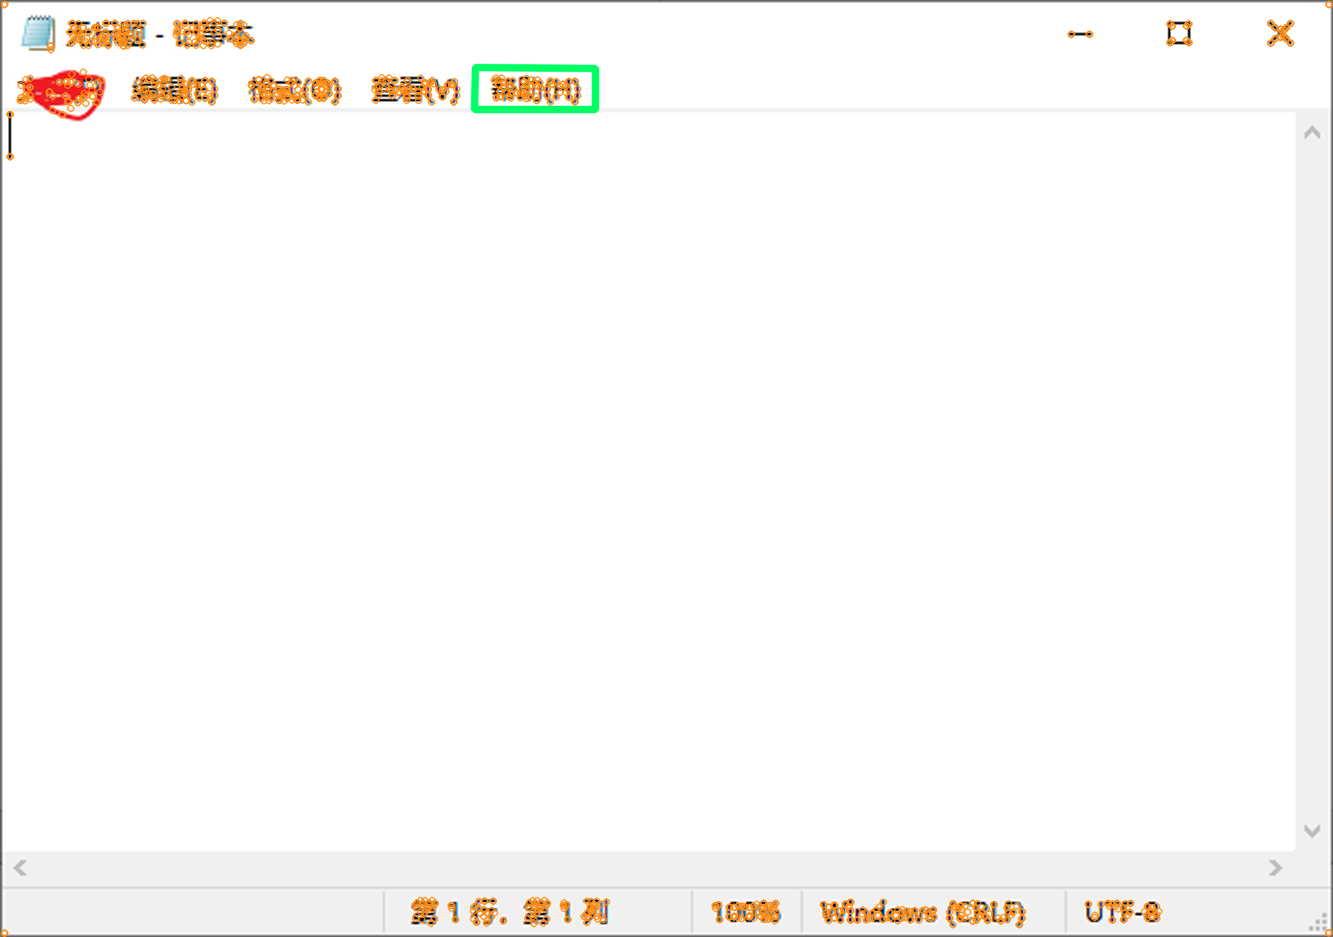 无标题 - 记事本
编辑(E) 格式(O) 查看(V) 帮助(H)
第 1 行，第 1 列 100% Windows (CRLF) UTF-8